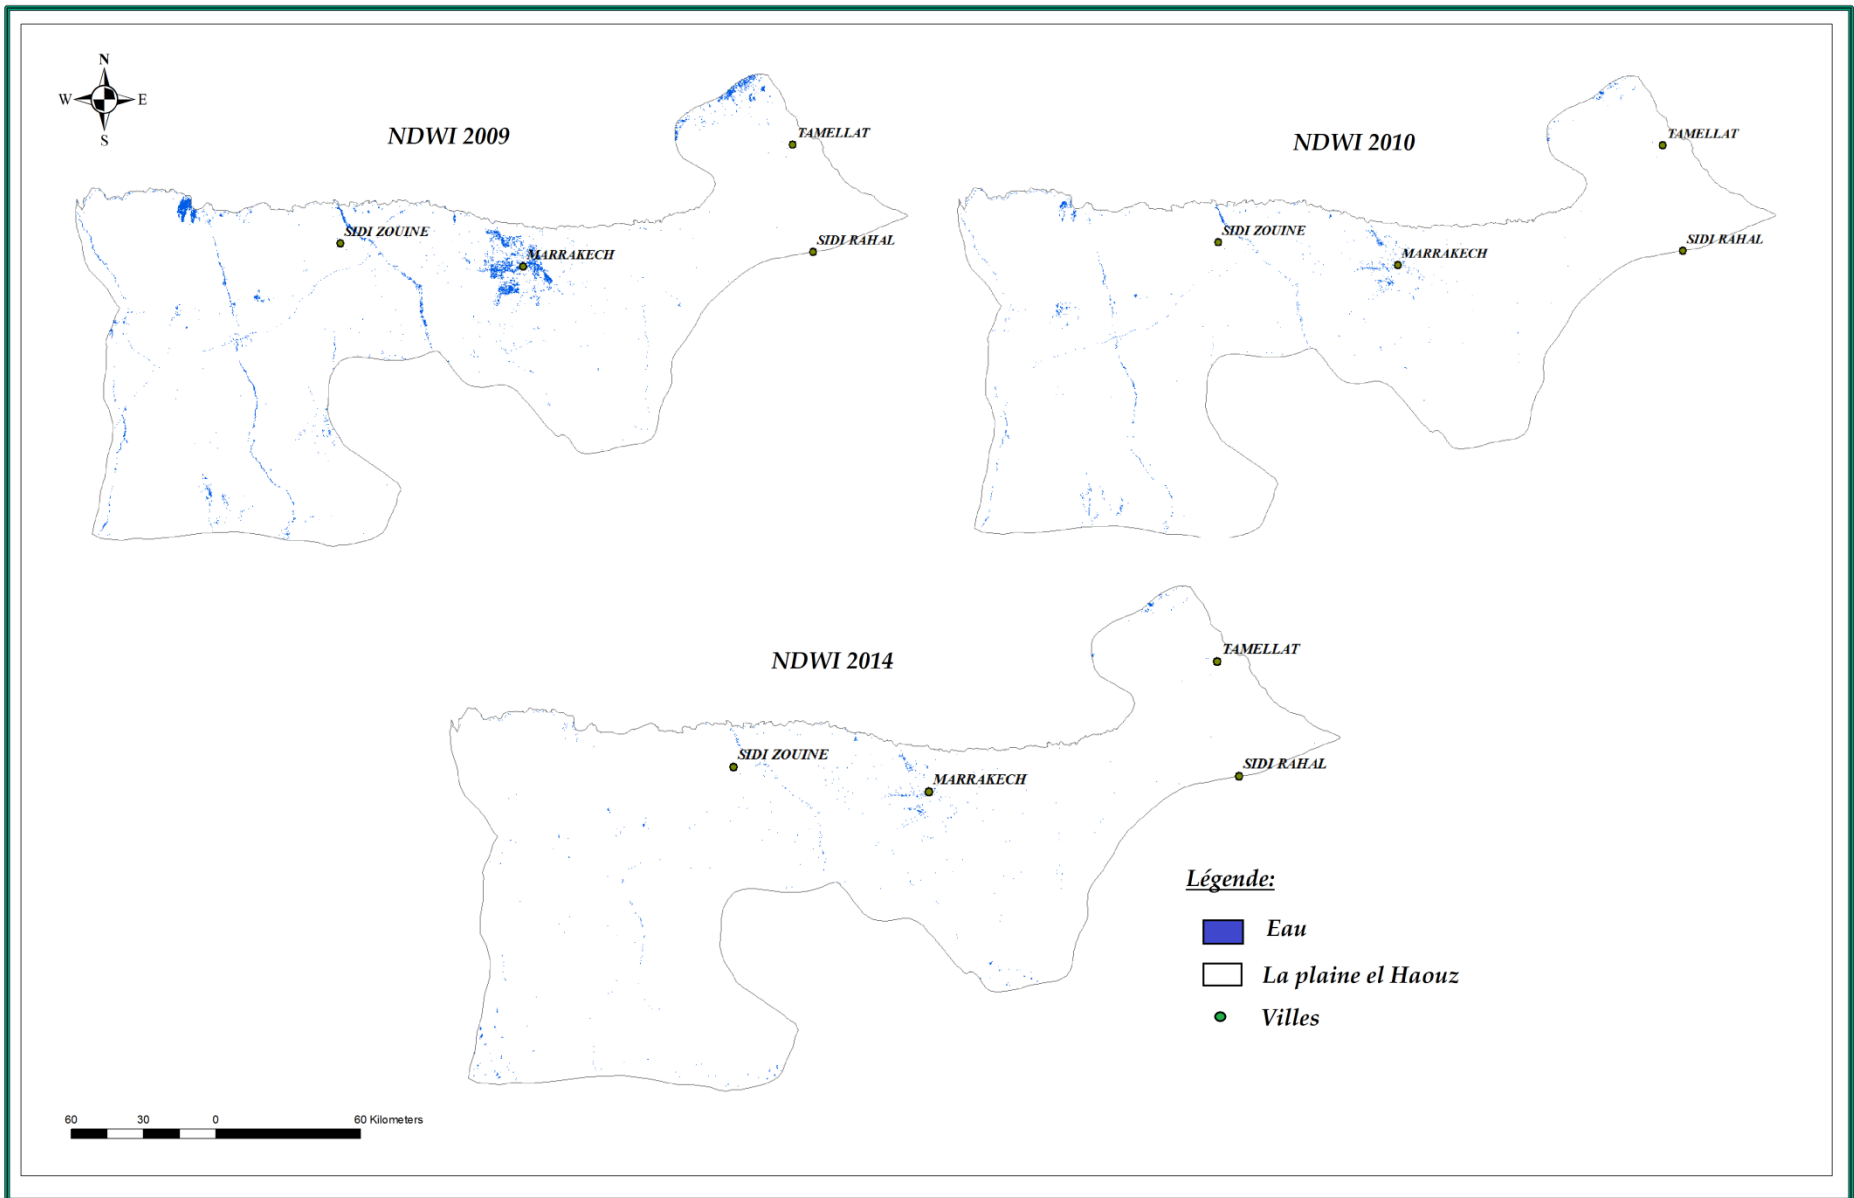 N
W E
S
NDWI 2009
TAMELLAT
SIDI ZOUINE
MARRAKECH
SIDI RAHAL
NDWI 2010
TAMELLAT
SIDI ZOUINE
MARRAKECH
SIDI RAHAL
NDWI 2014
TAMELLAT
SIDI ZOUINE
MARRAKECH
SIDI RAHAL
Légende:
Eau
La plaine el Haouz
Villes
60 30 0 60 Kilometers